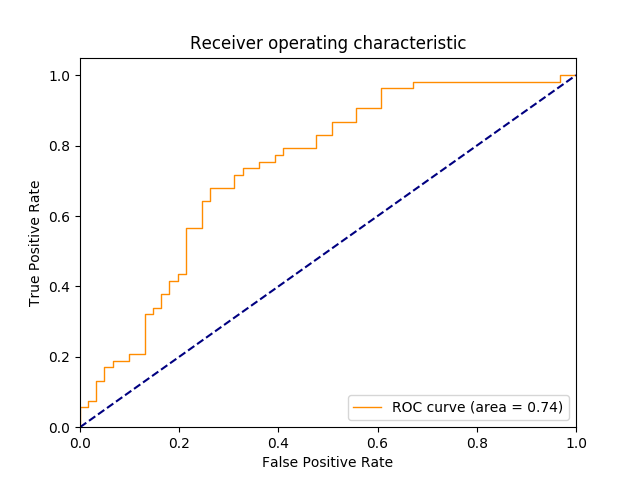 Receiver operating characteristic
True Positive Rate
1.0
0.8
0.6
0.4
0.2
0.0
0.0 0.2 0.4 0.6 0.8 1.0
False Positive Rate
ROC curve (area = 0.74)